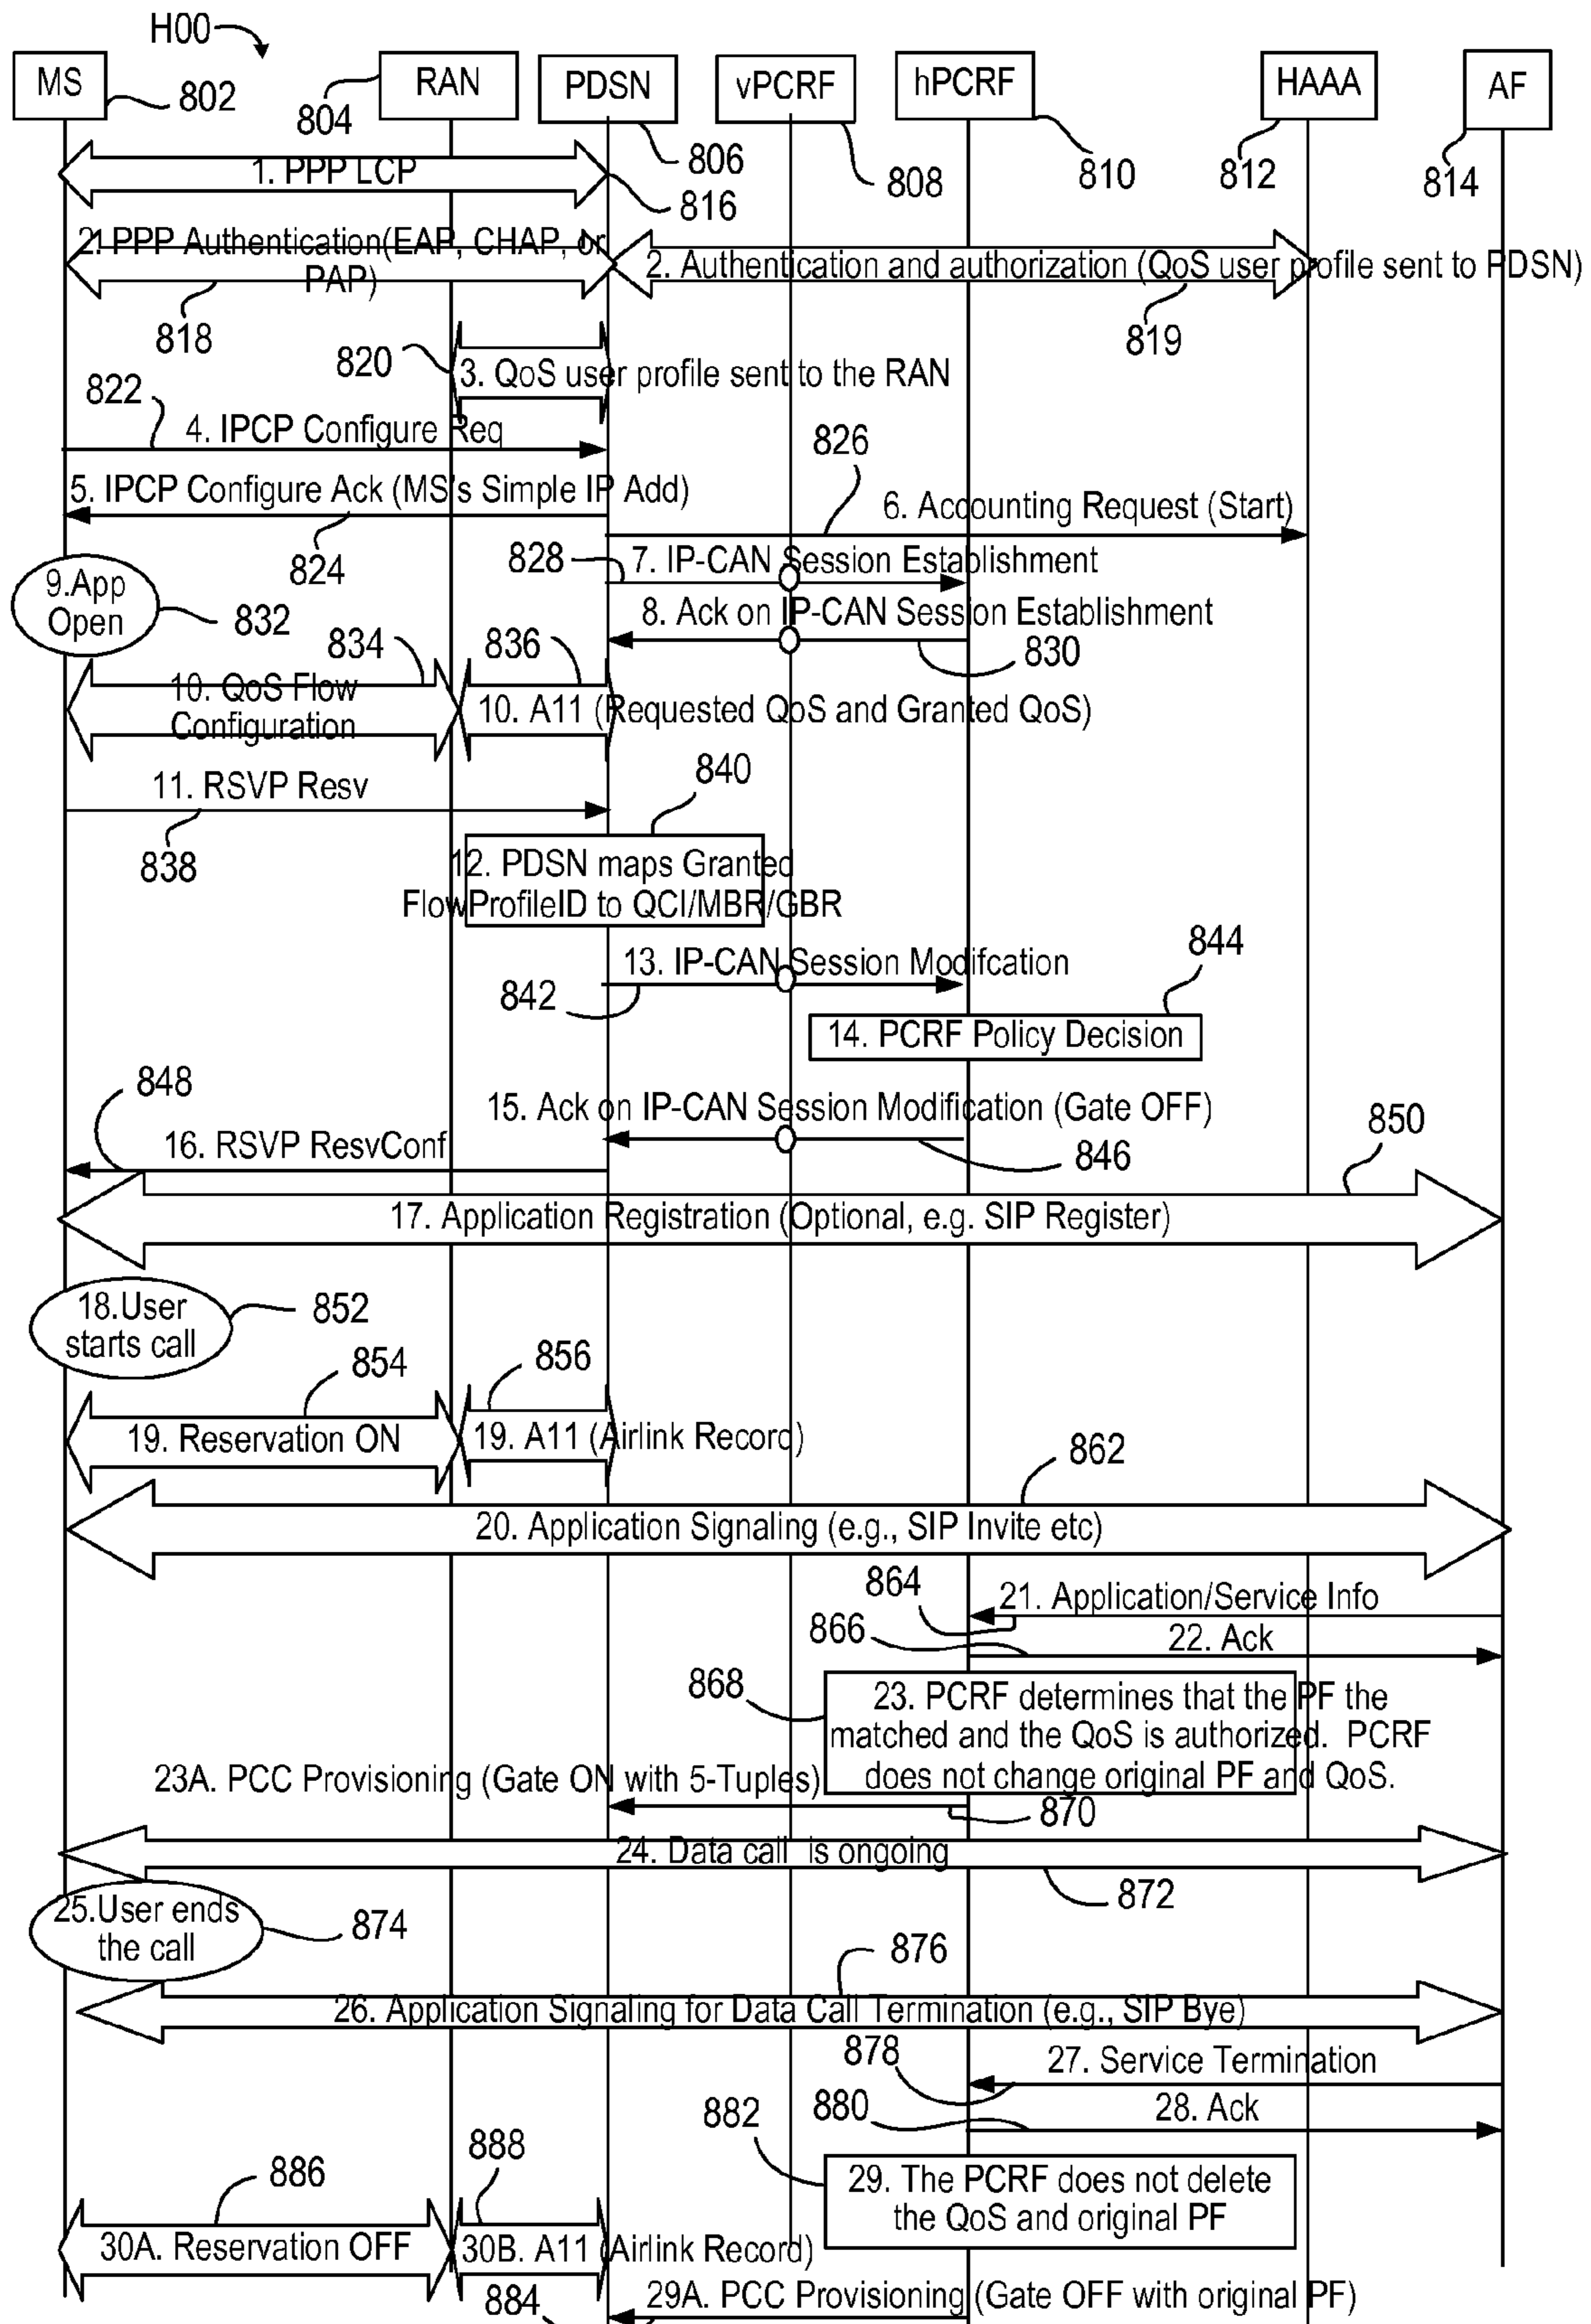 H00
MS
RAN
PDSN
vPCRF
hPCRF
HAAA
AF
802
804
806
808
810
812
814
1. PPP LCP
816
2. PPP Authentication(EAP, CHAP, or
PAP)
2. Authentication and authorization (QoS user profile sent to PDSN)
818
819
820
3. QoS user profile sent to the RAN
822
4. IPCP Configure Req
826
5. IPCP Configure Ack (MS's Simple IP Add)
6. Accounting Request (Start)
824
828
7. IP-CAN Session Establishment
9.App
Open
832
8. Ack on IP-CAN Session Establishment
830
834
836
10. QoS Flow
Configuration
10. A11 (Requested QoS and Granted QoS)
11. RSVP Resv
838
840
12. PDSN maps Granted
FlowProfileID to QCI/MBR/GBR
13. IP-CAN Session Modifcation
842
844
14. PCRF Policy Decision
848
15. Ack on IP-CAN Session Modification (Gate OFF)
846
16. RSVP ResvConf
850
17. Application Registration (Optional, e.g. SIP Register)
18.User
starts call
852
854
856
19. Reservation ON
19. A11 (Airlink Record)
862
20. Application Signaling (e.g., SIP Invite etc)
864
21. Application/Service Info
866
22. Ack
868
23. PCRF determines that the PF the
matched and the QoS is authorized. PCRF
does not change original PF and QoS.
23A. PCC Provisioning (Gate ON with 5-Tuples)
870
24. Data call is ongoing
872
25.User ends
the call
874
876
26. Application Signaling for Data Call Termination (e.g., SIP Bye)
878
27. Service Termination
880
28. Ack
882
29. The PCRF does not delete
the QoS and original PF
886
888
30A. Reservation OFF
30B. A11 (Airlink Record)
884
29A. PCC Provisioning (Gate OFF with original PF)